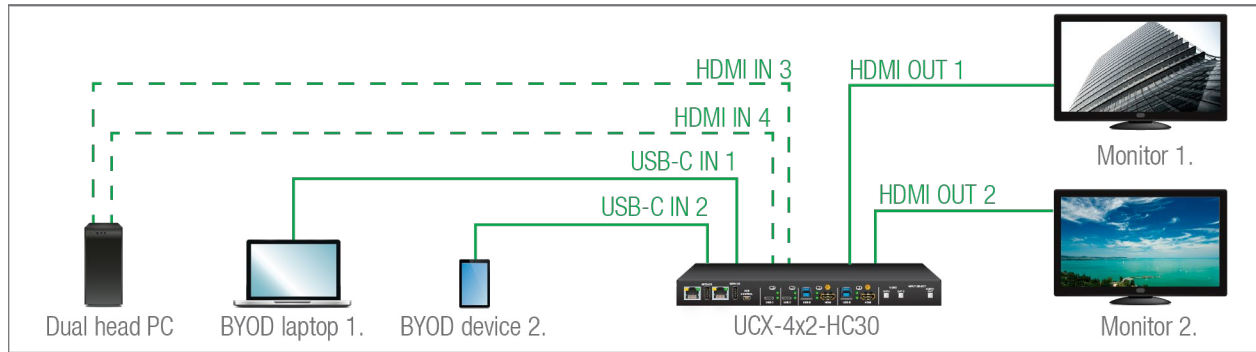 HDMI IN 3
HDMI OUT 1
HDMI IN 4
Monitor 1.
USB-C IN 1
USB-C IN 2
HDMI OUT 2
Dual head PC
BYOD laptop 1.
BYOD device 2.
UCX-4x2-HC30
Monitor 2.